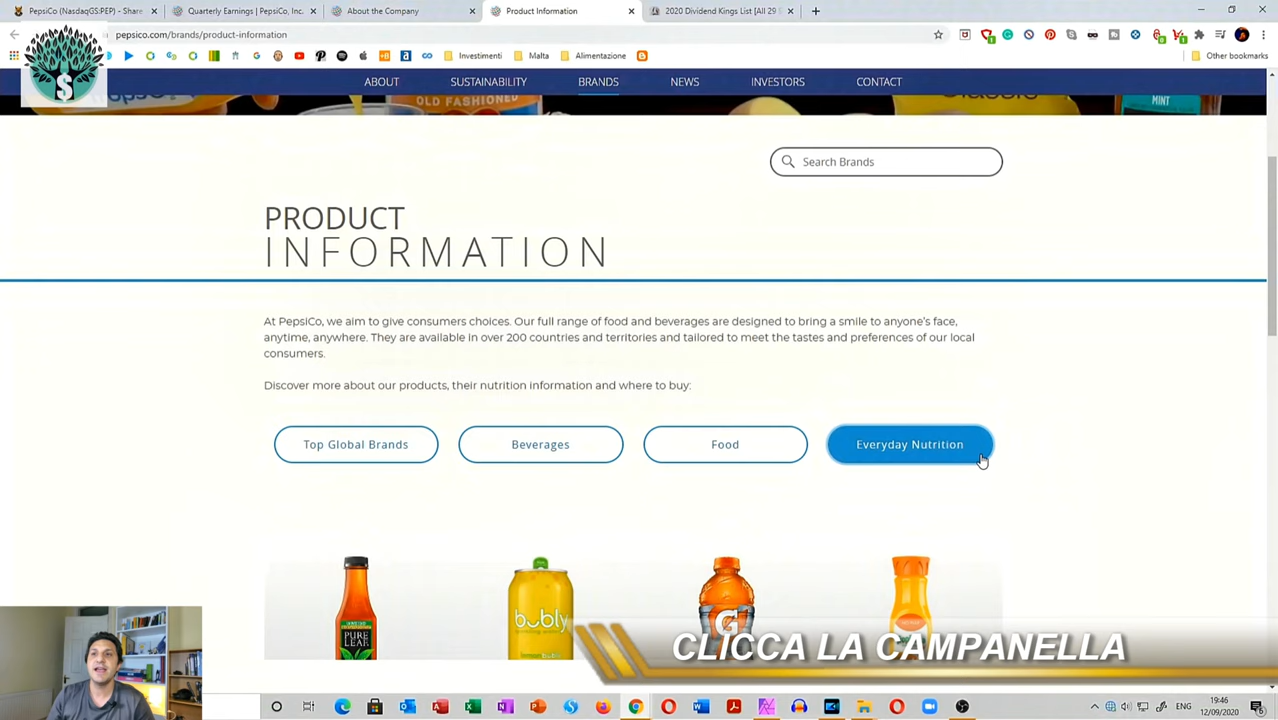 PepsiCo (NasdaqGS:PEP) - Share
Quarterly Earnings | PepsiCo, Inc.
About the Company
Product Information
2020 Dividend Kings List [All 29
pepsico.com/brands/product-information
Investimenti
Malta
Alimentazione
Other bookmarks
$
ABOUT
SUSTAINABILITY
BRANDS
NEWS
INVESTORS
CONTACT
OLD FASHIONED
MINT
Search Brands
PRODUCT
INFORMATION
At PepsiCo, we aim to give consumers choices. Our full range of food and beverages are designed to bring a smile to anyone's face,
anytime, anywhere. They are available in over 200 countries and territories and tailored to meet the tastes and preferences of our local
consumers.
Discover more about our products, their nutrition information and where to buy:
Top Global Brands
Beverages
Food
Everyday Nutrition
PURE
LEAF
bubly
G
CLICCA LA CAMPANELLA
ENG
19:46
12/09/2020